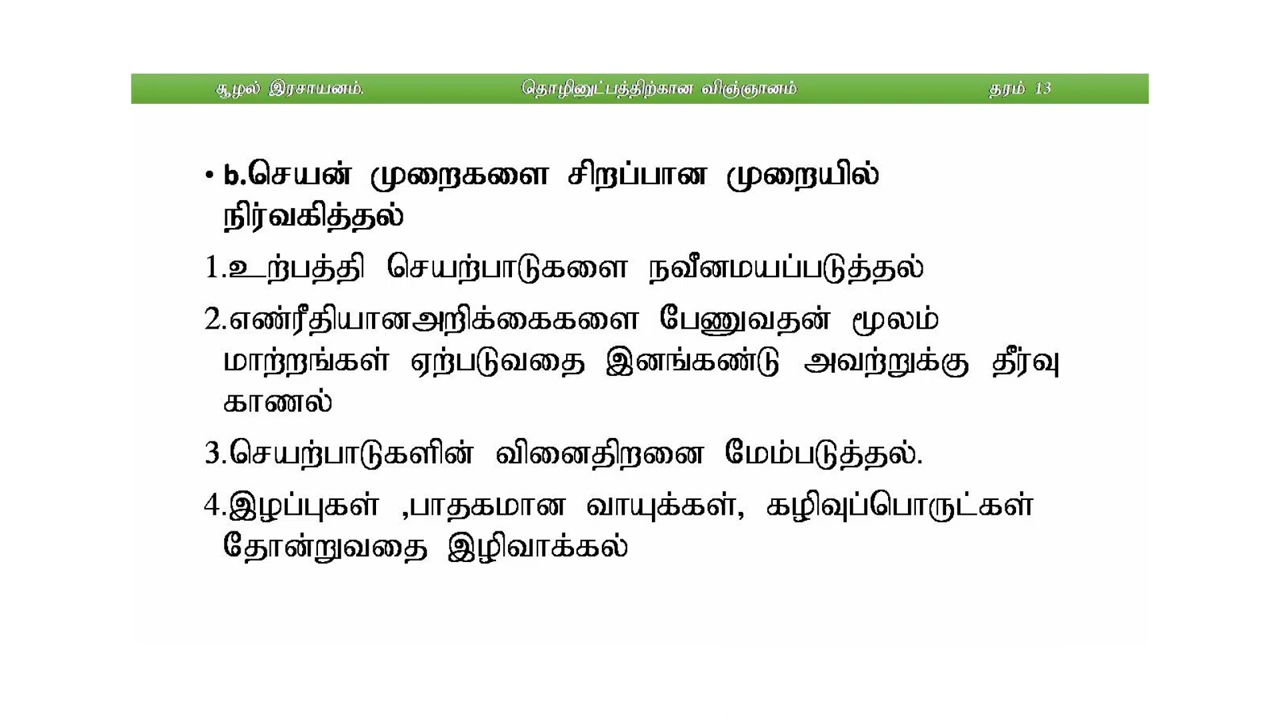 சூழல் இரசாயனம். தொழினுட்பத்திற்கான விஞ்ஞானம் தரம் 13
• b.செயன் முறைகளை சிறப்பான முறையில்
நிர்வகித்தல்
1.உற்பத்தி செயற்பாடுகளை நவீனமயப்படுத்தல்
2.எண்ரீதியானஅறிக்கைகளை பேணுவதன் மூலம்
மாற்றங்கள் ஏற்படுவதை இனங்கண்டு அவற்றுக்கு தீர்வு
காணல்
3.செயற்பாடுகளின் வினைதிறனை மேம்படுத்தல்.
4.இழப்புகள் ,பாதகமான வாயுக்கள், கழிவுப்பொருட்கள்
தோன்றுவதை இழிவாக்கல்